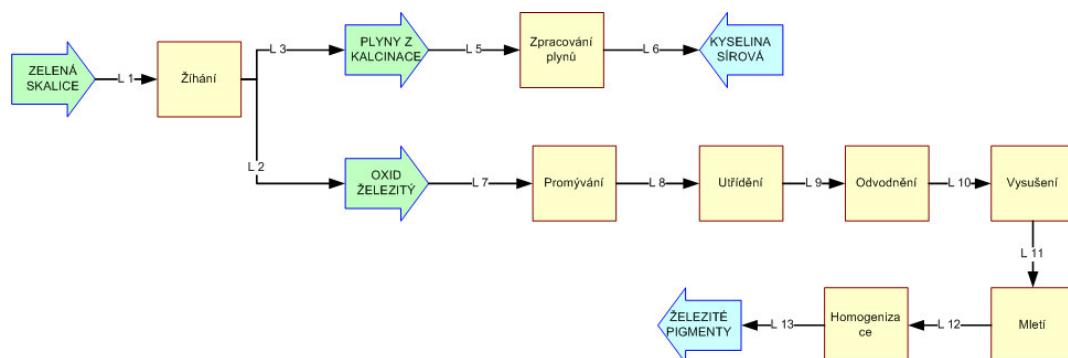 ZELENÁ
SKALICE
L 1
Žíhání
L 3
PLYNY Z
KALCINACE
L 5
Zpracování
plynů
L 6
KYSELINA
SÍROVÁ
L 2
OXID
ŽELEZITÝ
L 7
Promývání
L 8
Utřídění
L 9
Odvodnění
L 10
Vysušení
L 11
Mletí
L 12
Homogeniza
ce
L 13
ŽELEZITÉ
PIGMENTY